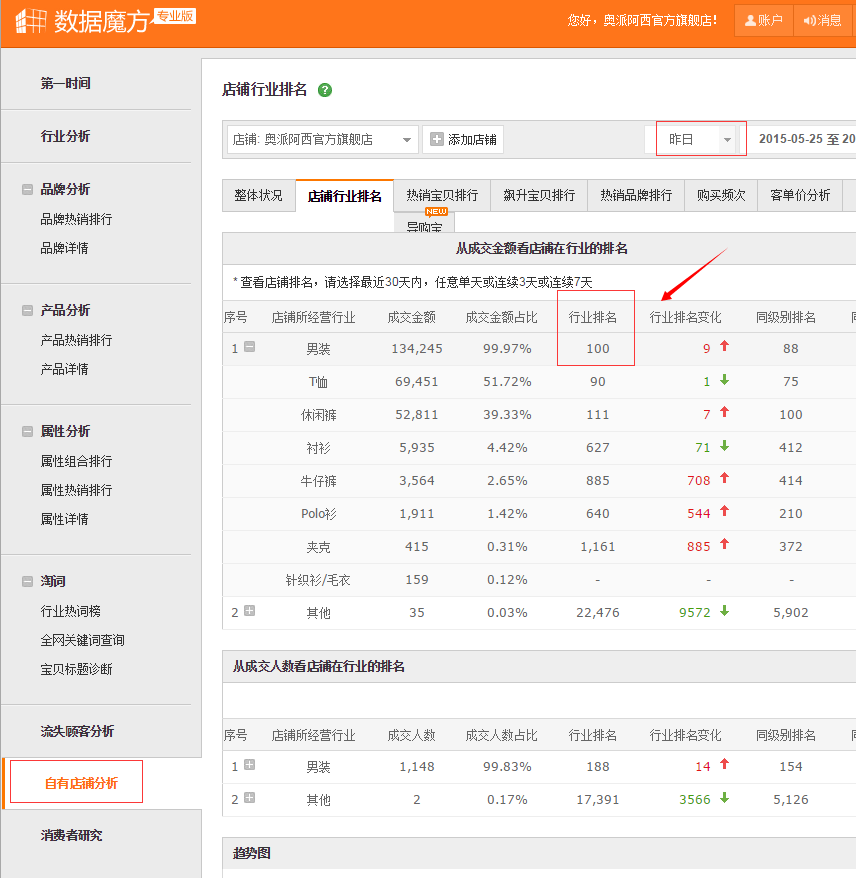 数据魔方 专业版
您好，奥派阿西官方旗舰店！ 账户 消息
第一时间
行业分析
品牌分析
品牌热销排行
品牌详情
产品分析
产品热销排行
产品详情
属性分析
属性组合排行
属性热销排行
属性详情
淘词
行业热词榜
全网关键词查询
宝贝标题诊断
流失顾客分析
自有店铺分析
消费者研究
店铺行业排名 ?
店铺: 奥派阿西官方旗舰店 添加店铺 昨日 2015-05-25 至 20
整体状况 店铺行业排名 热销宝贝排行 飙升宝贝排行 热销品牌排行 购买频次 客单价分析
导购宝 NEW
从成交金额看店铺在行业的排名
*查看店铺排名，请选择最近30天内，任意单天或连续3天或连续7天
序号 店铺所经营行业 成交金额 成交金额占比 行业排名 行业排名变化 同级别排名 同
1 男装 134,245 99.97% 100 9 88
T恤 69,451 51.72% 90 1 75
休闲裤 52,811 39.33% 111 7 100
衬衫 5,935 4.42% 627 71 412
牛仔裤 3,564 2.65% 885 708 414
Polo衫 1,911 1.42% 640 544 210
夹克 415 0.31% 1,161 885 372
针织衫/毛衣 159 0.12% - - -
2 其他 35 0.03% 22,476 9572 5,902
从成交人数看店铺在行业的排名
序号 店铺所经营行业 成交人数 成交人数占比 行业排名 行业排名变化 同级别排名 同
1 男装 1,148 99.83% 188 14 154
2 其他 2 0.17% 17,391 3566 5,126
趋势图